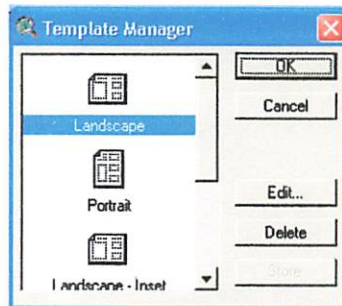 Template Manager
Landscape
Portrait
Landscape - Inset
OK
Cancel
Edit...
Delete
Store